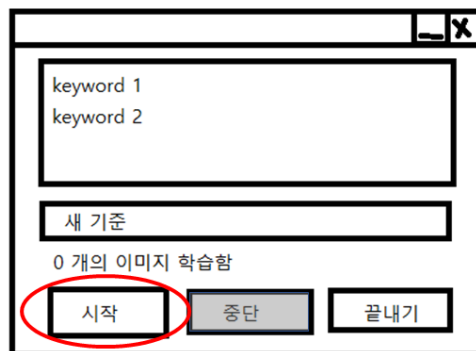 keyword 1
keyword 2
새 기준
0 개의 이미지 학습함
시작 중단 끝내기